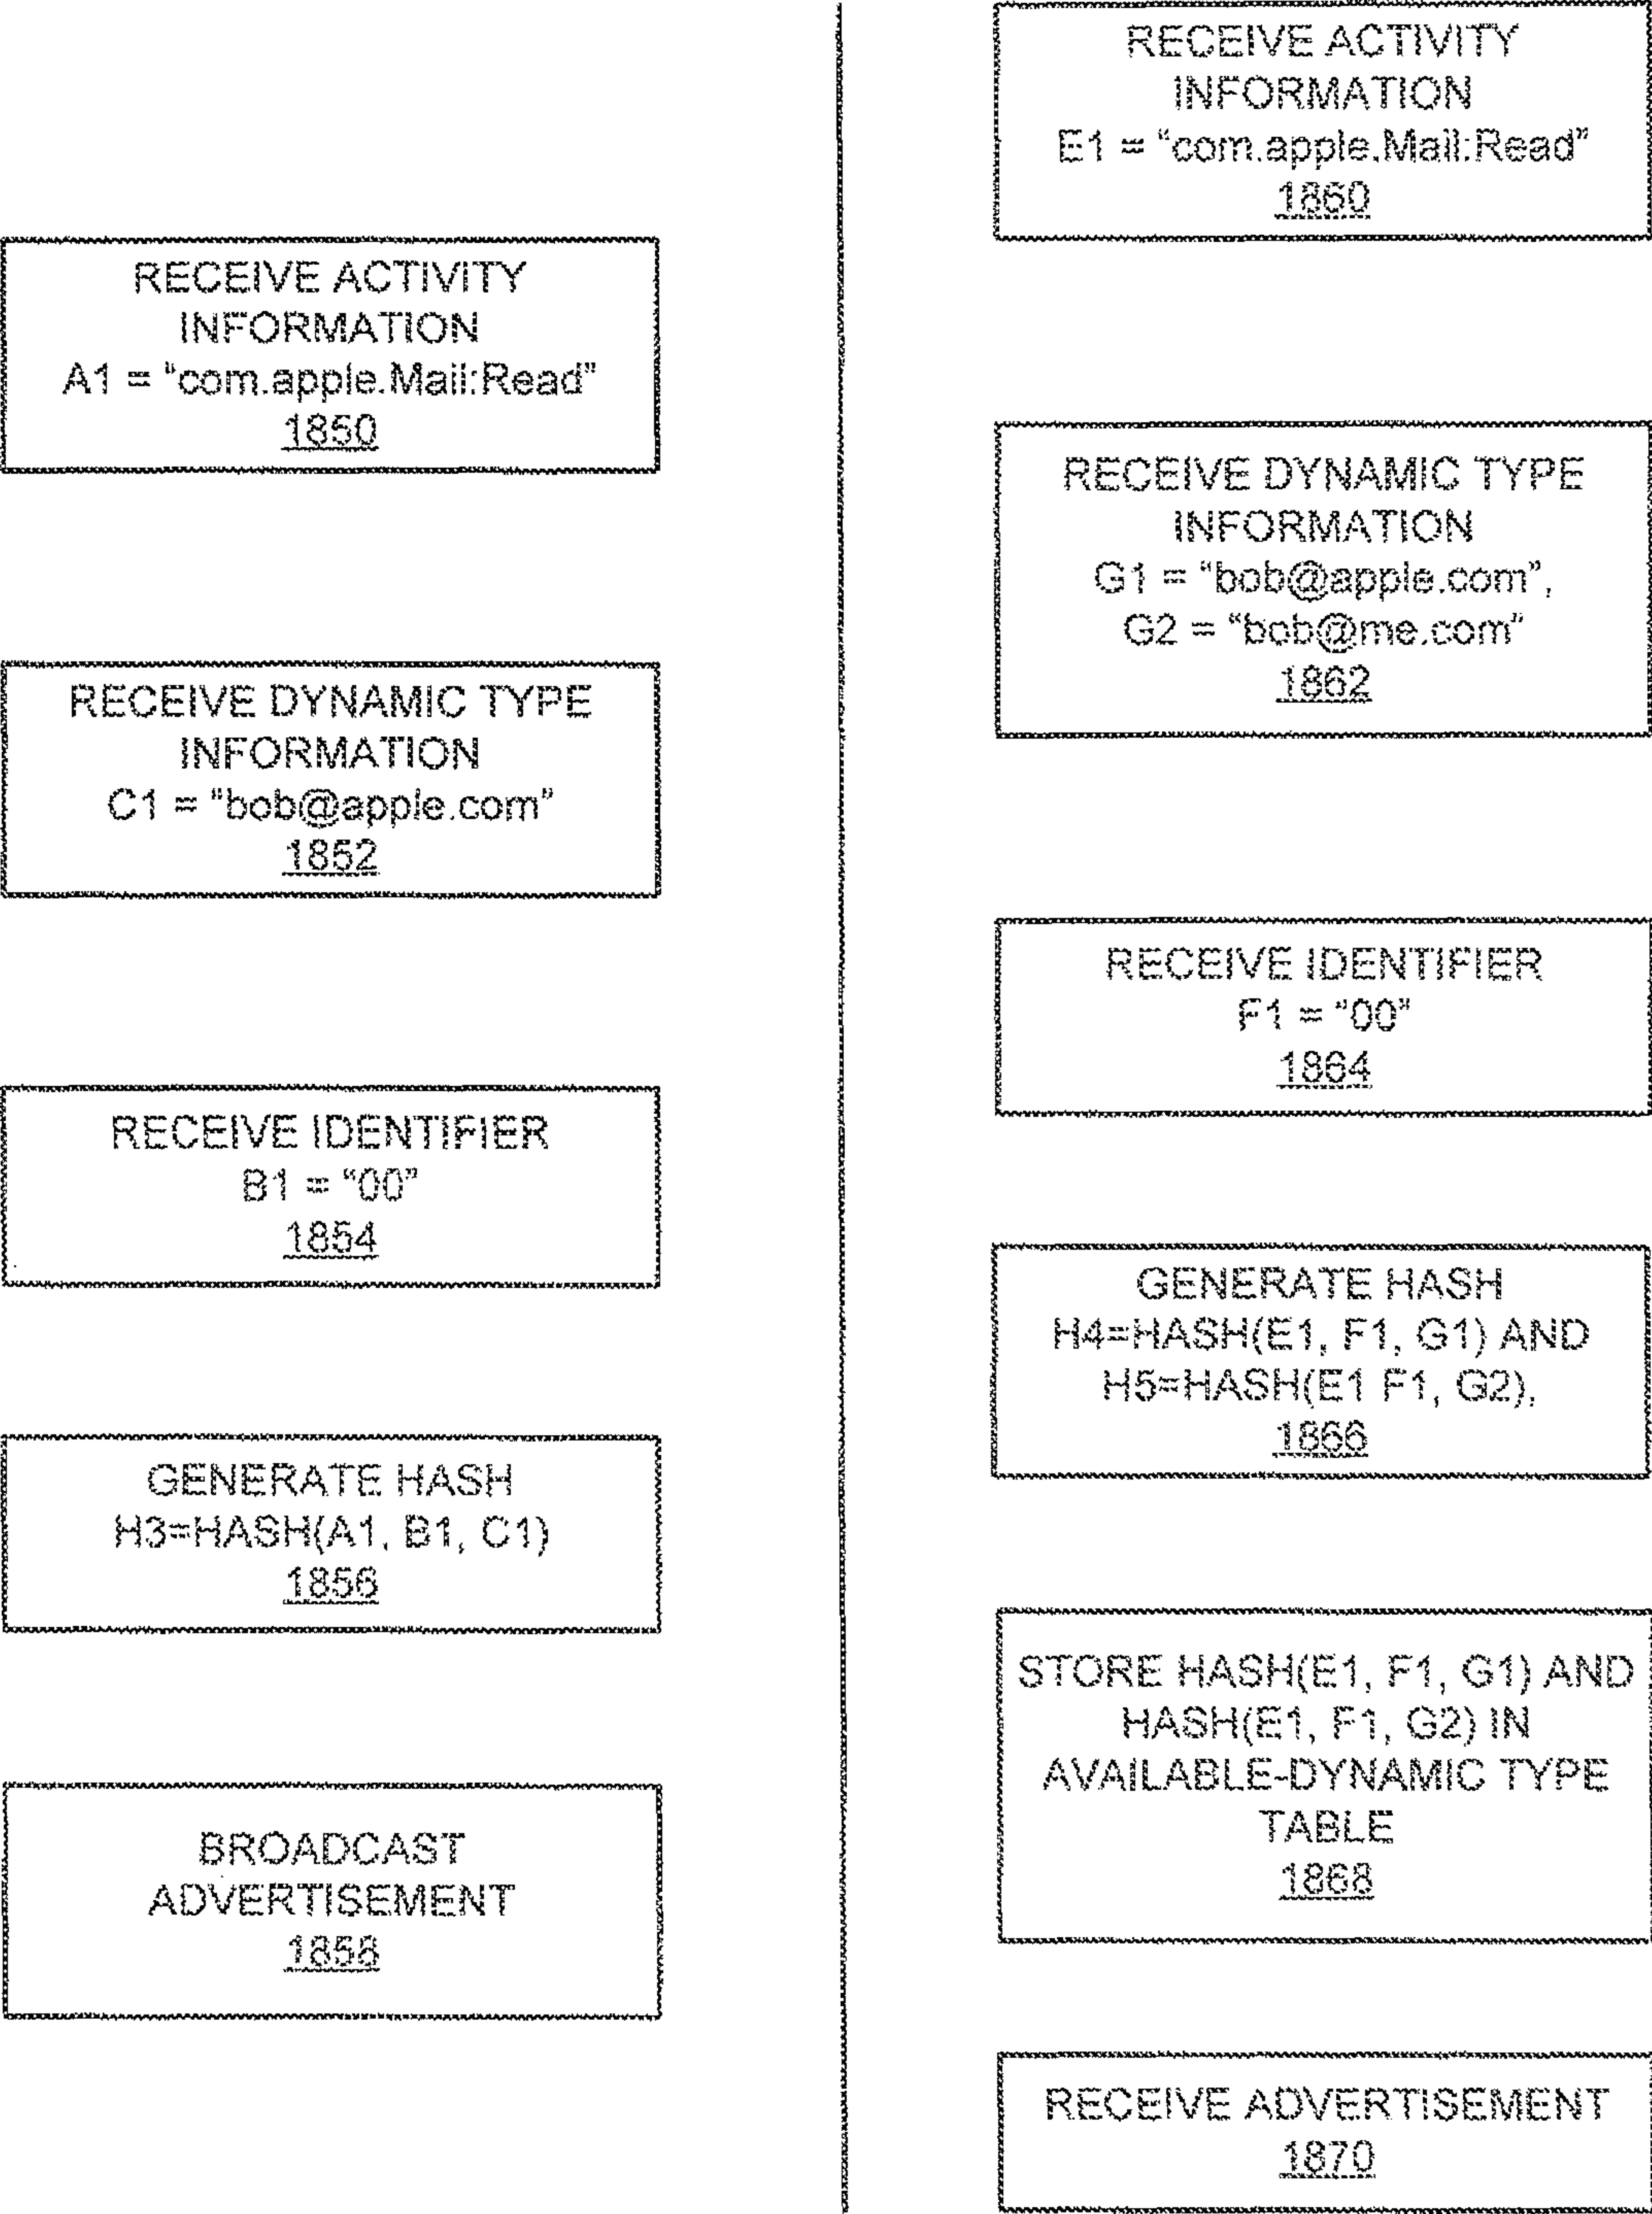 RECEIVE ACTIVITY
INFORMATION
A1 = “com.apple.Mail:Read”
1850
RECEIVE DYNAMIC TYPE
INFORMATION
C1 = “bob@apple.com”
1852
RECEIVE IDENTIFIER
B1 = “00”
1854
GENERATE HASH
H3=HASH(A1, B1, C1)
1856
BROADCAST
ADVERTISEMENT
1858
RECEIVE ACTIVITY
INFORMATION
E1 = “com.apple.Mail:Read”
1860
RECEIVE DYNAMIC TYPE
INFORMATION
G1 = “bob@apple.com”,
G2 = “bob@me.com”
1862
RECEIVE IDENTIFIER
F1 = “00”
1864
GENERATE HASH
H4=HASH(E1, F1, G1) AND
H5=HASH(E1 F1, G2),
1866
STORE HASH(E1, F1, G1) AND
HASH(E1, F1, G2) IN
AVAILABLE-DYNAMIC TYPE
TABLE
1868
RECEIVE ADVERTISEMENT
1870